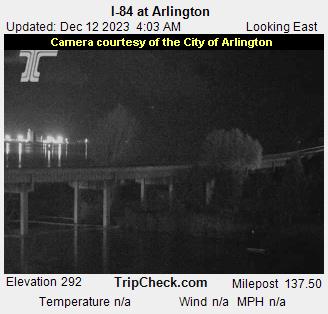 I-84 at Arlington
Updated: Dec 12 2023 4:03 AM Looking East
Camera courtesy of the City of Arlington
Elevation 292 TripCheck.com Milepost 137.50
Temperature n/a Wind n/a MPH n/a